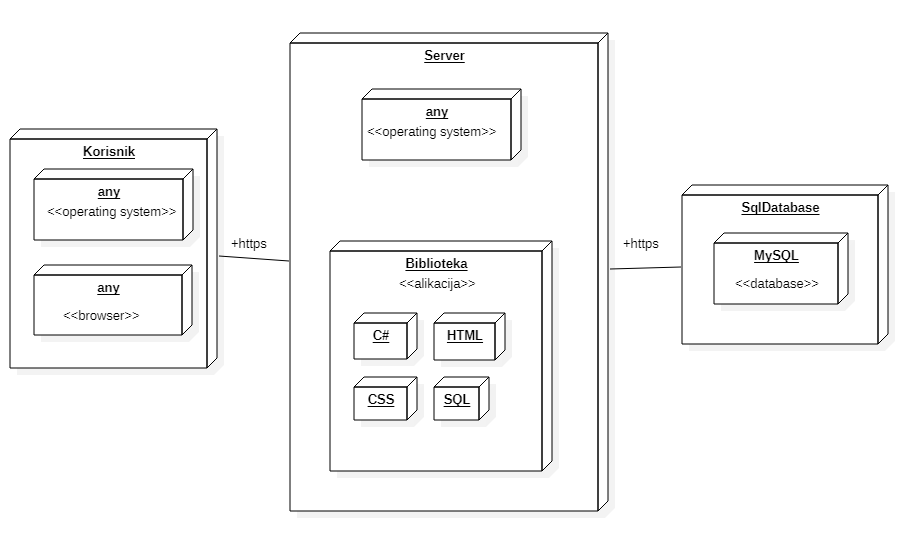 Korisnik
any
<<operating system>>
any
<<browser>>
+https
Server
any
<<operating system>>
Biblioteka
<<alikacija>>
C#
HTML
CSS
SQL
+https
SqlDatabase
MySQL
<<database>>